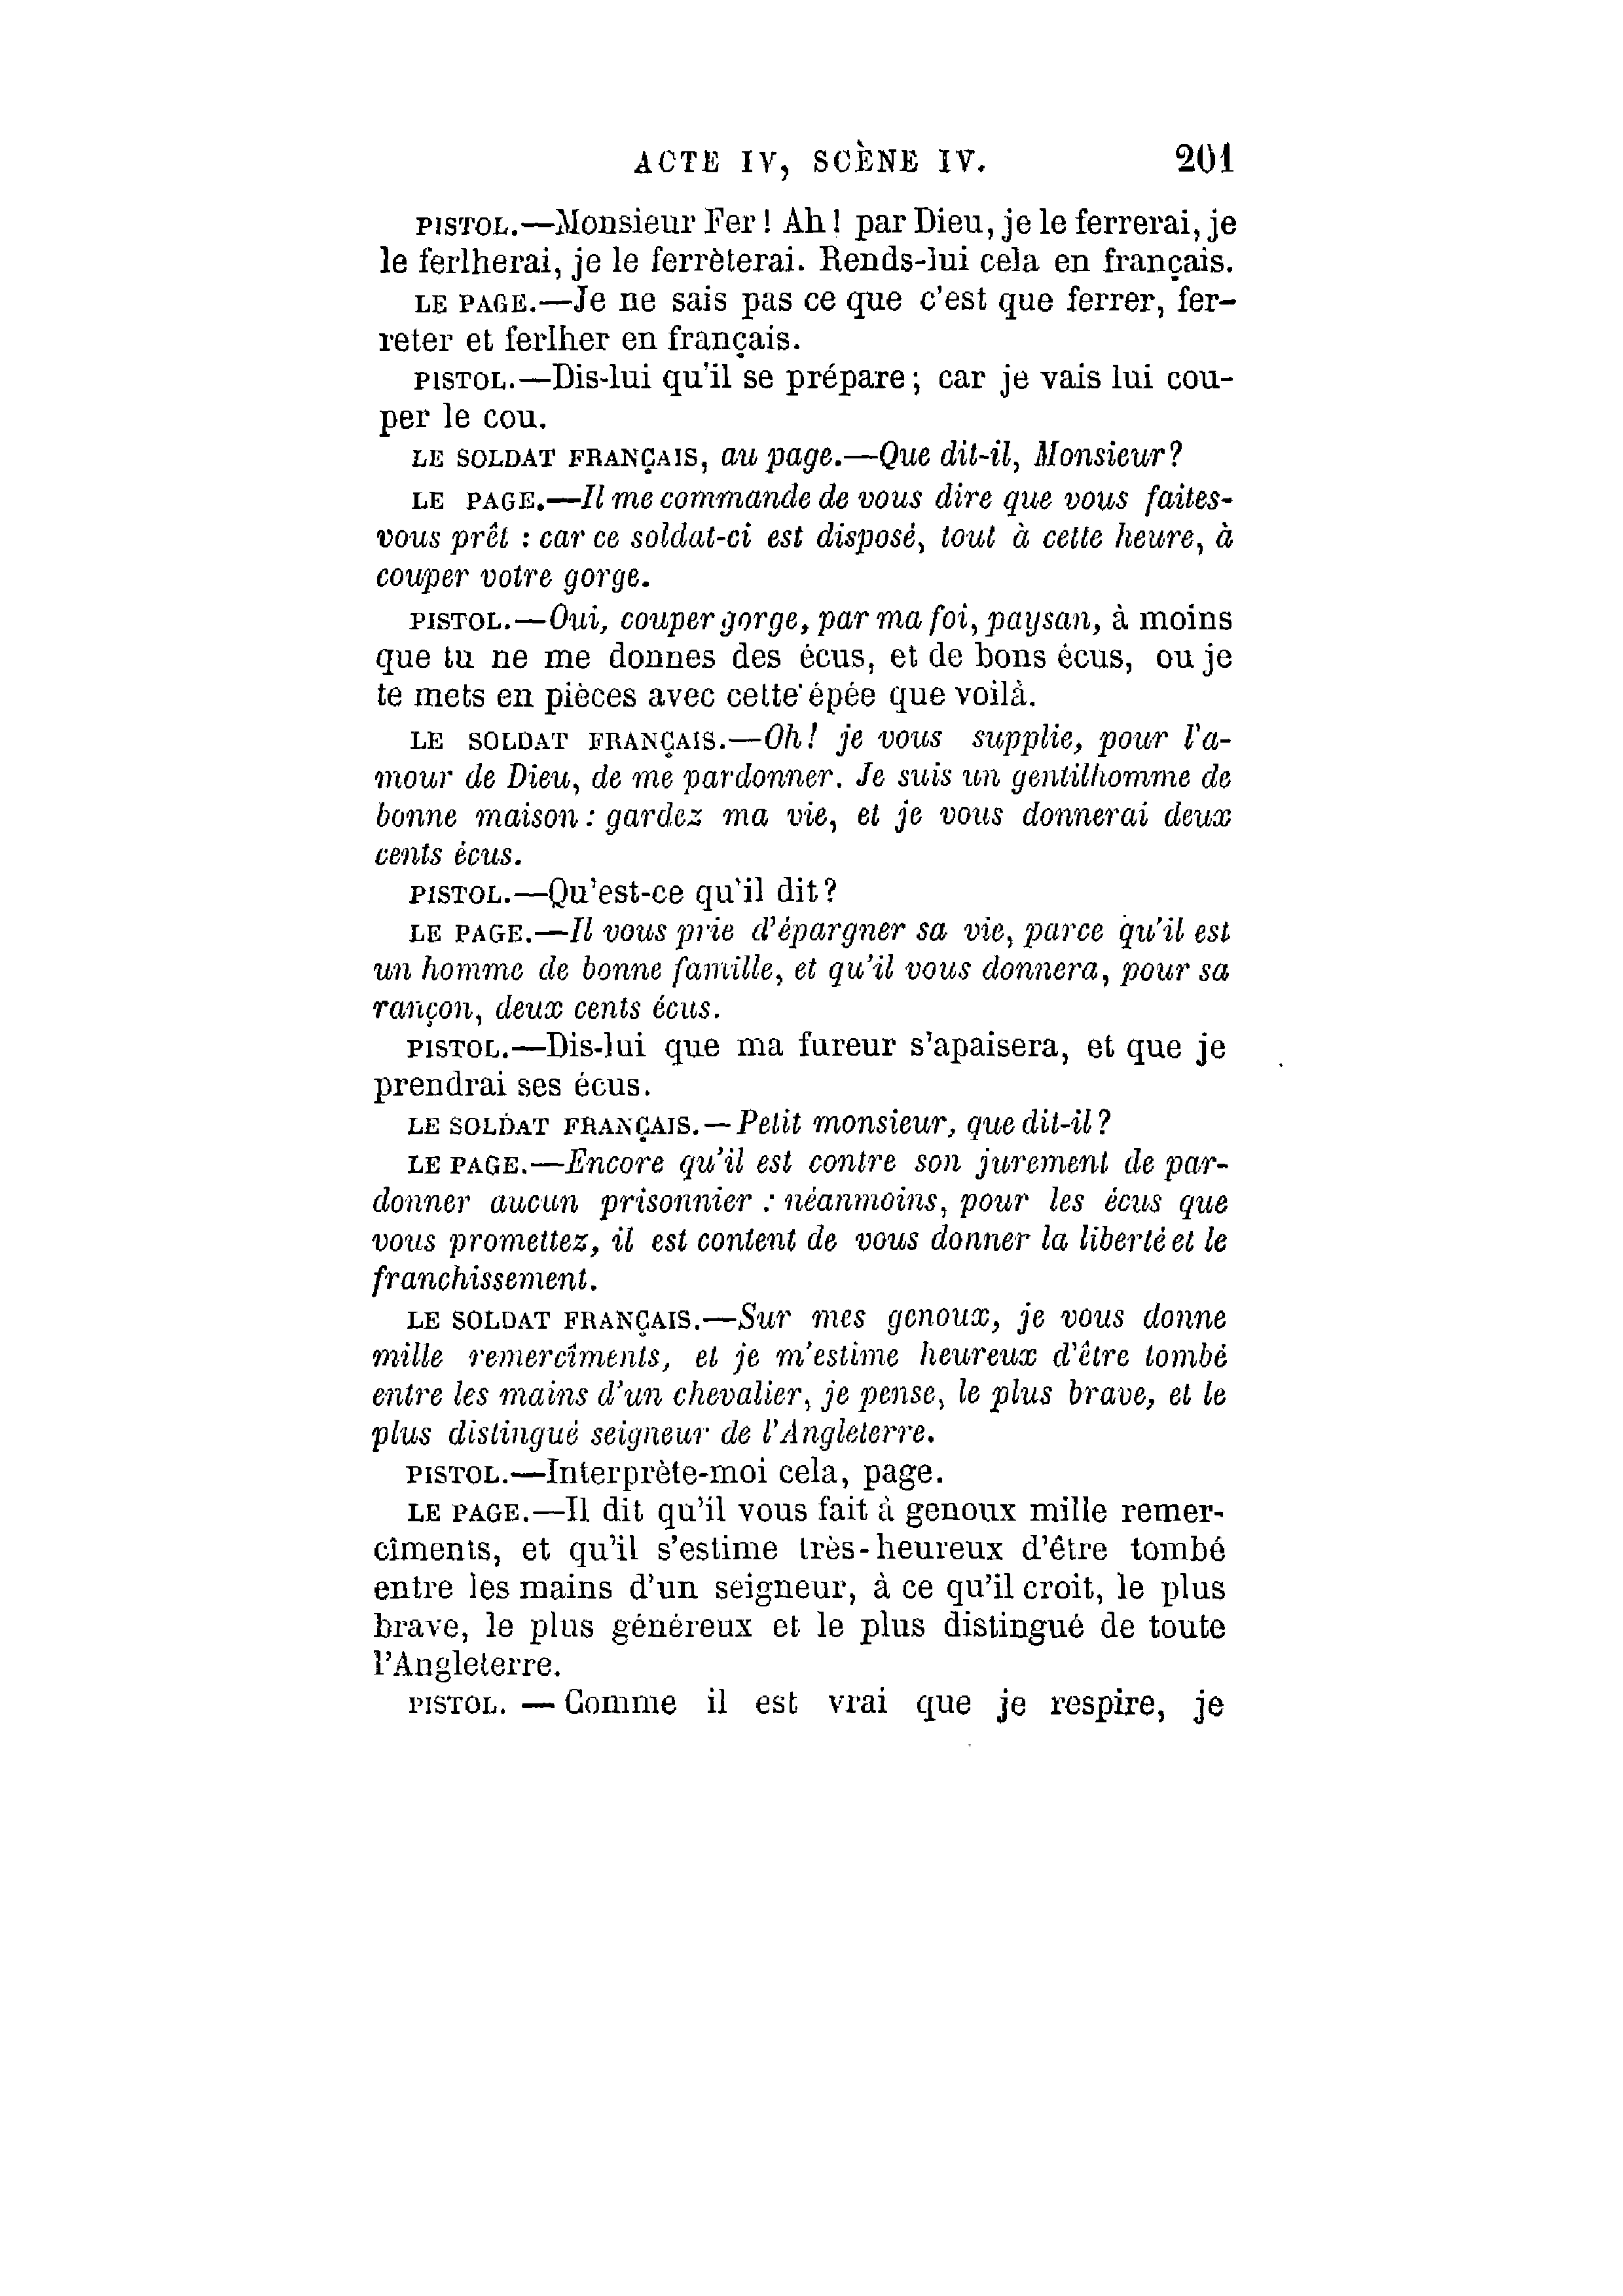 ACTE IV, SCÈNE IV. 201
PISTOL.—Monsieur Fer ! Ah ! par Dieu, je le ferrerai, je
le ferlherai, je le ferrèterai. Rends-lui cela en français.
LE PAGE.—Je ne sais pas ce que c'est que ferrer, fer-
reter et ferlher en français.
PISTOL.—Dis-lui qu'il se prépare ; car je vais lui cou-
per le cou.
LE SOLDAT FRANÇAIS, au page.—Que dit-il, Monsieur ?
LE PAGE.—Il me commande de vous dire que vous faites-
vous prêt : car ce soldat-ci est disposé, tout à cette heure, à
couper votre gorge.
PISTOL.—Oui, couper gorge, par ma foi, paysan, à moins
que tu ne me donnes des écus, et de bons écus, ou je
te mets en pièces avec cette épée que voilà.
LE SOLDAT FRANÇAIS.—Oh ! je vous supplie, pour l'a-
mour de Dieu, de me pardonner. Je suis un gentilhomme de
bonne maison : gardez ma vie, et je vous donnerai deux
cents écus.
PISTOL.—Qu'est-ce qu'il dit ?
LE PAGE.—Il vous prie d'épargner sa vie, parce qu'il est
un homme de bonne famille, et qu'il vous donnera, pour sa
rançon, deux cents écus.
PISTOL.—Dis-lui que ma fureur s'apaisera, et que je
prendrai ses écus.
LE SOLDAT FRANÇAIS.—Petit monsieur, que dit-il ?
LE PAGE.—Encore qu'il est contre son jurement de par-
donner aucun prisonnier : néanmoins, pour les écus que
vous promettez, il est content de vous donner la liberté et le
franchissement.
LE SOLDAT FRANÇAIS.—Sur mes genoux, je vous donne
mille remercîments, et je m'estime heureux d'être tombé
entre les mains d'un chevalier, je pense, le plus brave, et le
plus distingué seigneur de l'Angleterre.
PISTOL.—Interprète-moi cela, page.
LE PAGE.—Il dit qu'il vous fait à genoux mille remer-
cîments, et qu'il s'estime très-heureux d'être tombé
entre les mains d'un seigneur, à ce qu'il croit, le plus
brave, le plus généreux et le plus distingué de toute
l'Angleterre.
PISTOL. — Comme il est vrai que je respire, je